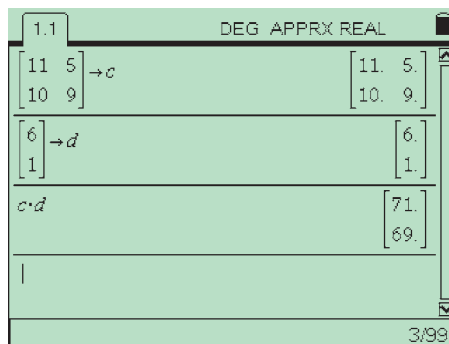 1.1 DEG APPRX REAL
[11 5] [11. 5.]
[10 9]→c [10. 9.]
[6] [6.]
[1]→d [1.]
c·d [71.]
[69.]
3/99